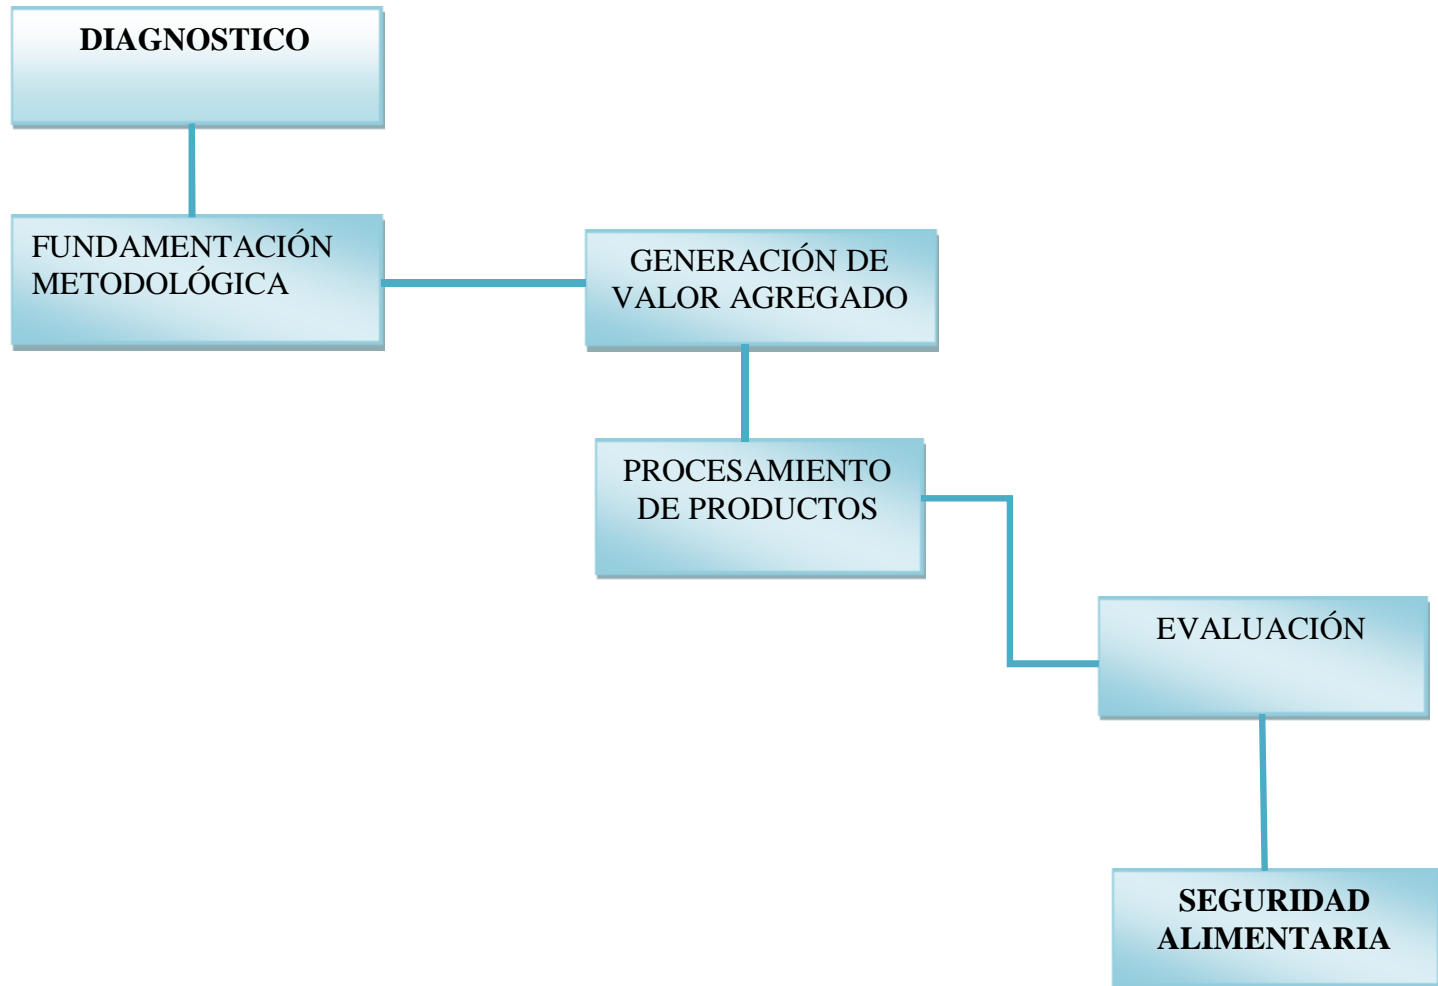 DIAGNOSTICO
FUNDAMENTACIÓN
METODOLÓGICA
GENERACIÓN DE
VALOR AGREGADO
PROCESAMIENTO
DE PRODUCTOS
EVALUACIÓN
SEGURIDAD
ALIMENTARIA